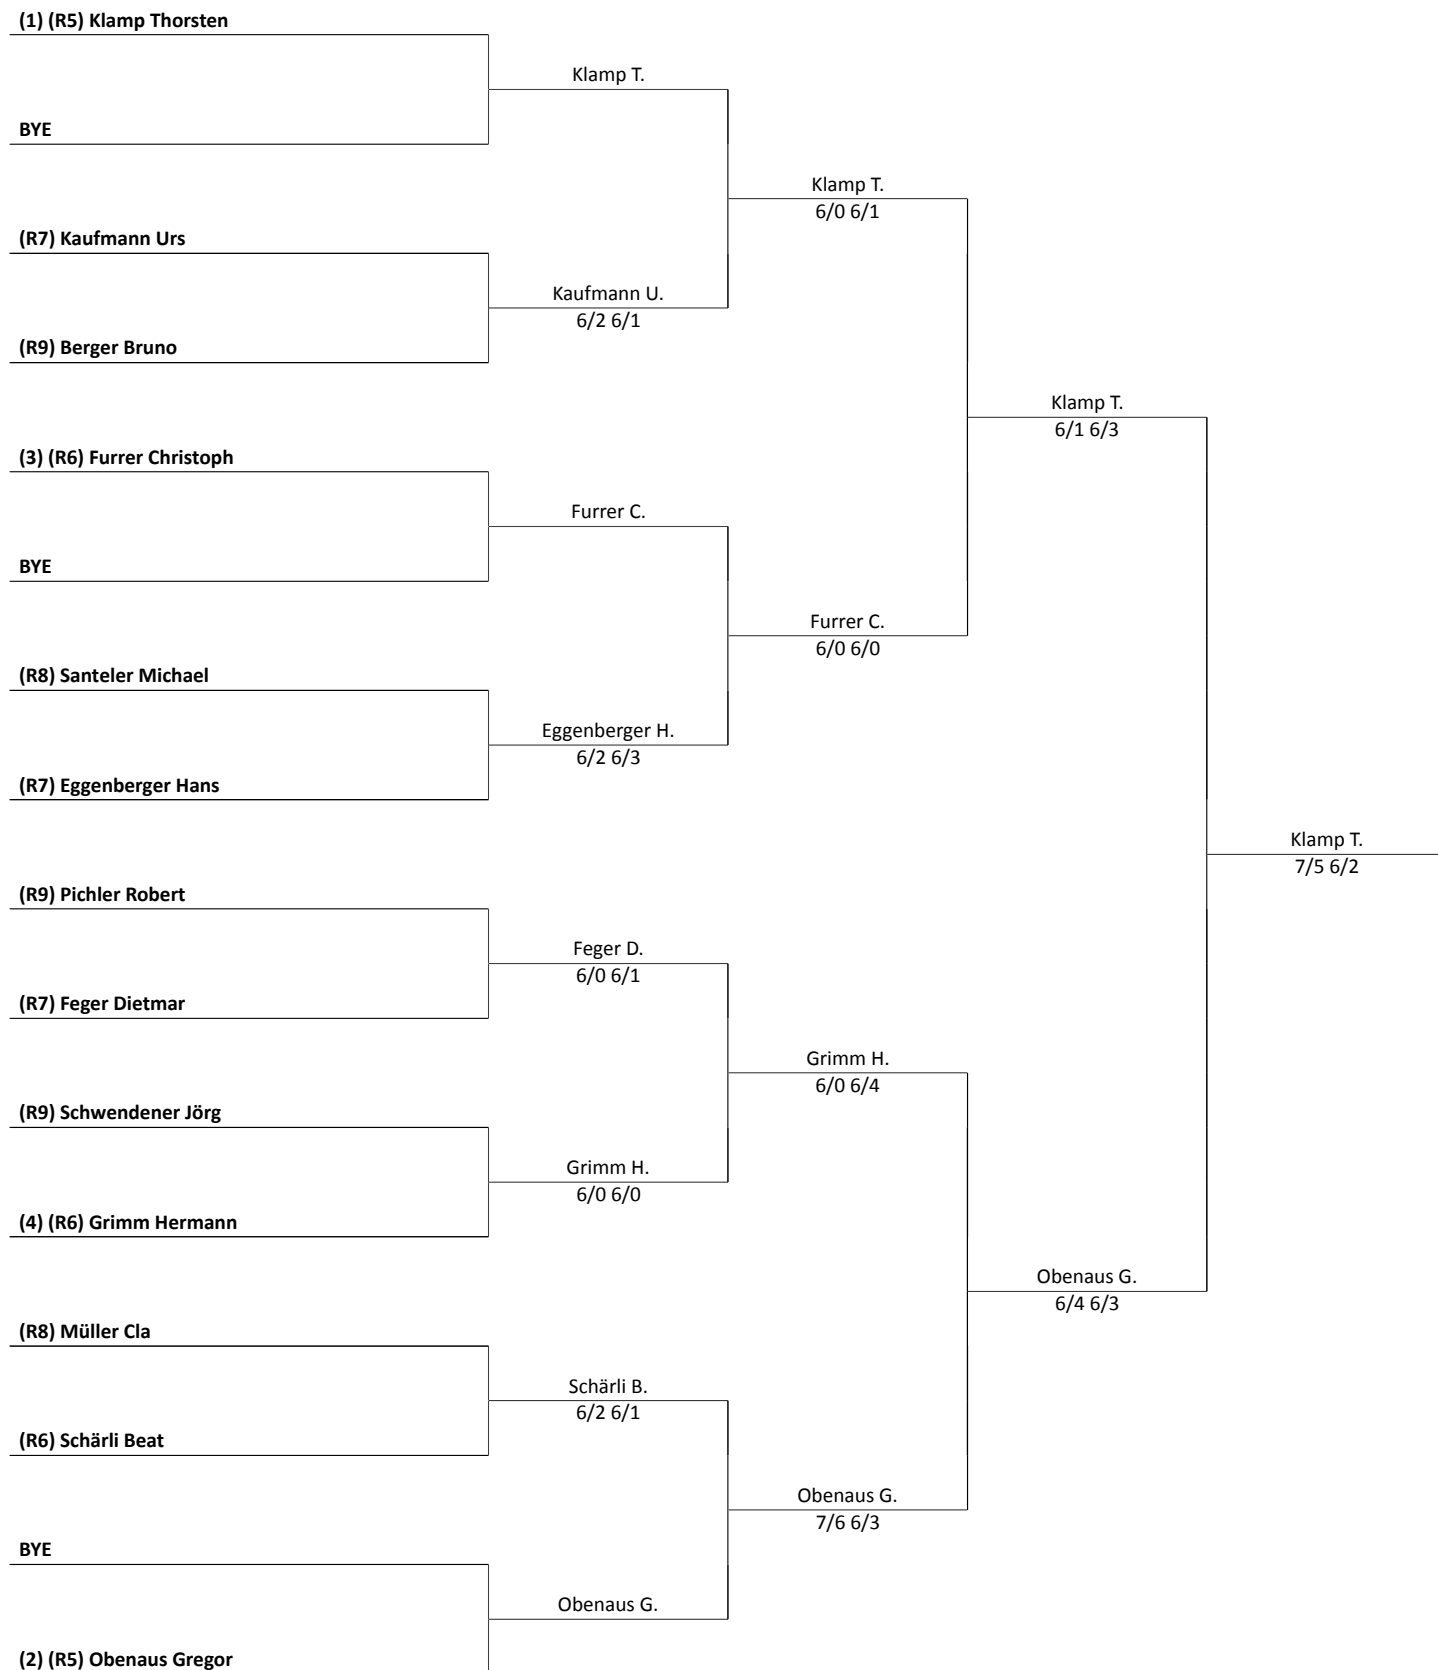 (1) (R5) Klamp Thorsten
Klamp T.
BYE
Klamp T.
6/0 6/1
(R7) Kaufmann Urs
Kaufmann U.
6/2 6/1
(R9) Berger Bruno
Klamp T.
6/1 6/3
(3) (R6) Furrer Christoph
Furrer C.
BYE
Furrer C.
6/0 6/0
(R8) Santeler Michael
Eggenberger H.
6/2 6/3
(R7) Eggenberger Hans
Klamp T.
7/5 6/2
(R9) Pichler Robert
Feger D.
6/0 6/1
(R7) Feger Dietmar
Grimm H.
6/0 6/4
(R9) Schwendener Jörg
Grimm H.
6/0 6/0
(4) (R6) Grimm Hermann
Obenaus G.
6/4 6/3
(R8) Müller Cla
Schärli B.
6/2 6/1
(R6) Schärli Beat
Obenaus G.
7/6 6/3
BYE
Obenaus G.
(2) (R5) Obenaus Gregor